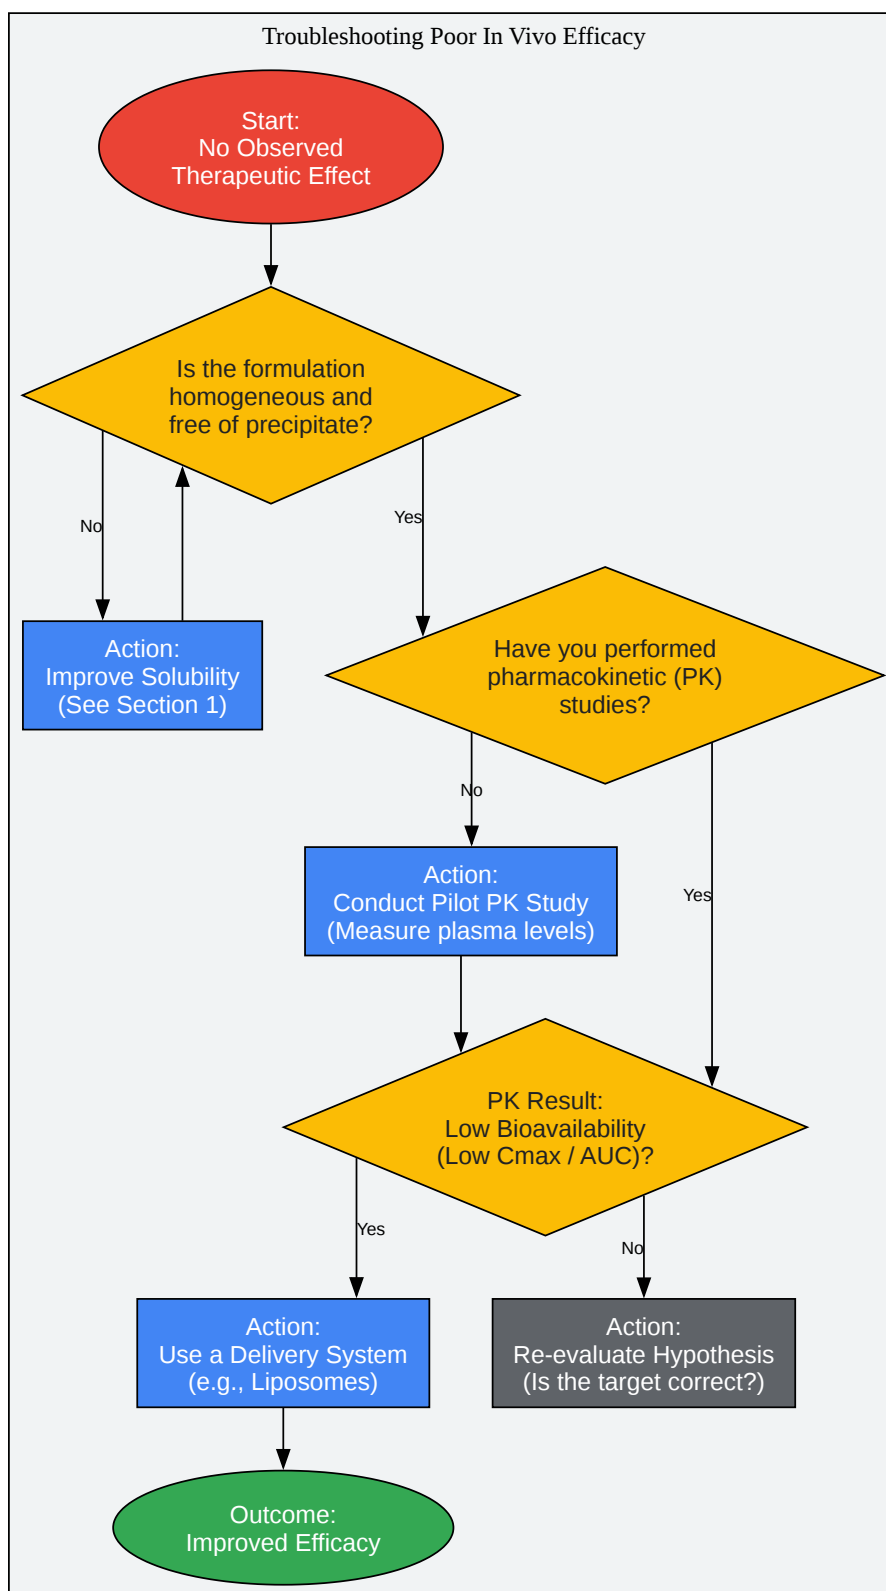 Troubleshooting Poor In Vivo Efficacy
Start:
No Observed
Therapeutic Effect
Is the formulation
homogeneous and
free of precipitate?
No
Yes
Action:
Improve Solubility
(See Section 1)
Have you performed
pharmacokinetic (PK)
studies?
No
Yes
Action:
Conduct Pilot PK Study
(Measure plasma levels)
PK Result:
Low Bioavailability
(Low Cmax / AUC)?
Yes
No
Action:
Use a Delivery System
(e.g., Liposomes)
Action:
Re-evaluate Hypothesis
(Is the target correct?)
Outcome:
Improved Efficacy